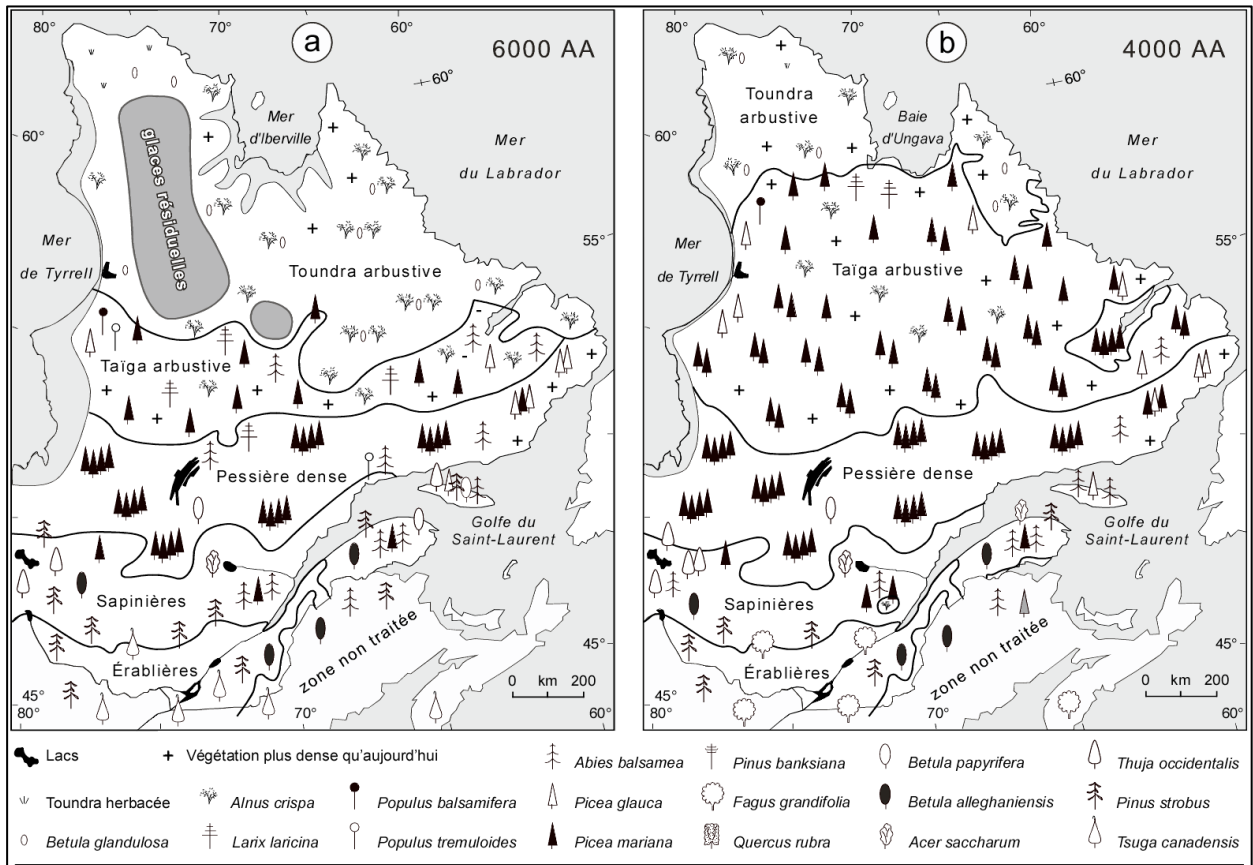 80° 70° 60°
a
6000 AA
60°
Mer
d'Iberville
60°
Mer
du Labrador
glaces résiduelles
Mer
de Tyrrell
55°
Toundra arbustive
Taïga arbustive
Pessière dense
Golfe du
Saint-Laurent
Sapinières
zone non traitée
45°
Érablières
45°
0 km 200
80° 70° 60°
80° 70° 60°
b
4000 AA
60°
Toundra
arbustive
60°
Baie
d'Ungava
Mer
du Labrador
Mer
de Tyrrell
55°
Taïga arbustive
Pessière dense
Golfe du
Saint-Laurent
Sapinières
zone non traitée
45°
Érablières
45°
0 km 200
80° 70° 60°
Lacs
+ Végétation plus dense qu'aujourd'hui
Abies balsamea
Pinus banksiana
Betula papyrifera
Thuja occidentalis
Toundra herbacée
Alnus crispa
Populus balsamifera
Picea glauca
Fagus grandifolia
Betula alleghaniensis
Pinus strobus
Betula glandulosa
Larix laricina
Populus tremuloides
Picea mariana
Quercus rubra
Acer saccharum
Tsuga canadensis